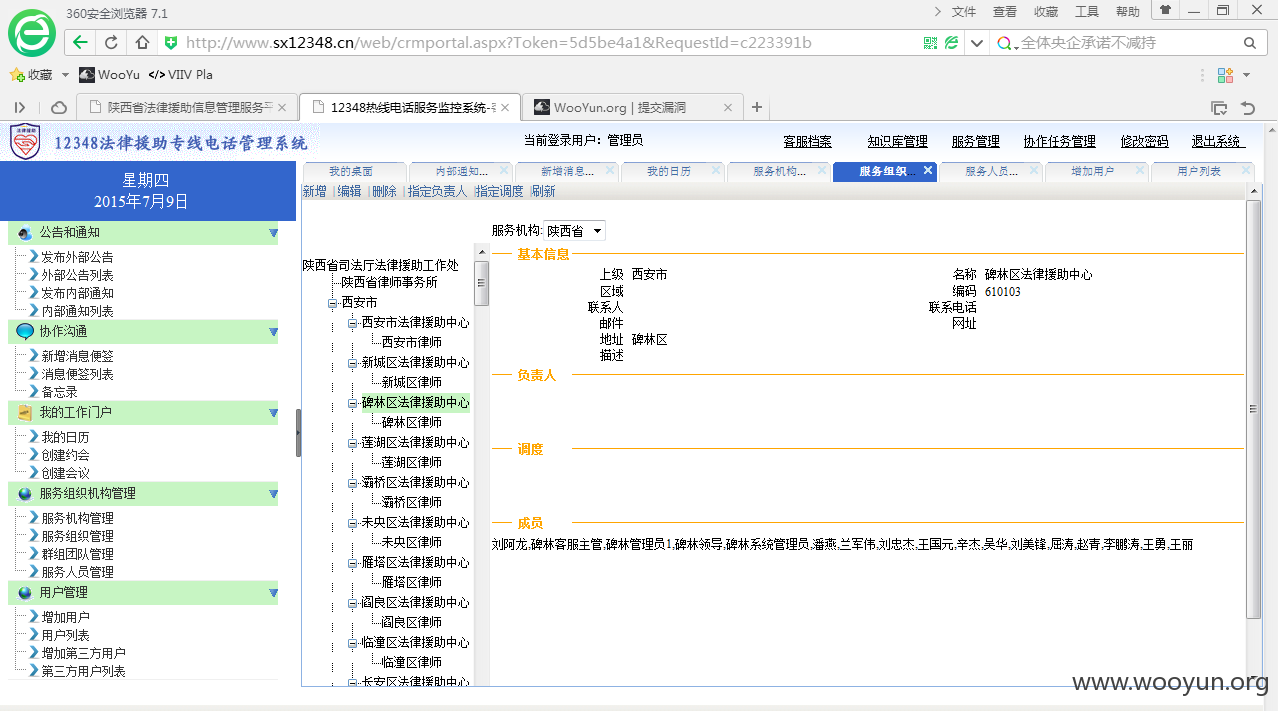 360安全浏览器 7.1
文件 查看 收藏 工具 帮助
http://www.sx12348.cn/web/crmportal.aspx?Token=5d5be4a1&RequestId=c223391b
全体央企承诺不减持
收藏 WooYu </> VIIV Pla
陕西省法律援助信息管理服务平
12348热线电话服务监控系统-
WooYun.org | 提交漏洞
12348法律援助专线电话管理系统
当前登录用户：管理员
客服档案 知识库管理 服务管理 协作任务管理 修改密码 退出系统
星期四
2015年7月9日
我的桌面 内部通知... 新增消息... 我的日历 服务机构... 服务组织... 服务人员... 增加用户 用户列表
新增 |编辑 |删除 |指定负责人 |指定调度 |刷新
公告和通知
发布外部公告
外部公告列表
发布内部通知
内部通知列表
协作沟通
新增消息便签
消息便签列表
备忘录
我的工作门户
我的日历
创建约会
创建会议
服务组织机构管理
服务机构管理
服务组织管理
群组团队管理
服务人员管理
用户管理
增加用户
用户列表
增加第三方用户
第三方用户列表
陕西省司法厅法律援助工作处
陕西省律师事务所
西安市
西安市法律援助中心
西安市律师
新城区法律援助中心
新城区律师
碑林区法律援助中心
碑林区律师
莲湖区法律援助中心
莲湖区律师
灞桥区法律援助中心
灞桥区律师
未央区法律援助中心
未央区律师
雁塔区法律援助中心
雁塔区律师
阎良区法律援助中心
阎良区律师
临潼区法律援助中心
临潼区律师
长安区法律援助中心
服务机构: 陕西省
基本信息
上级 西安市 名称 碑林区法律援助中心
区域 编码 610103
联系人 联系电话
邮件 网址
地址 碑林区
描述
负责人
调度
成员
刘阿龙,碑林客服主管,碑林管理员1,碑林领导,碑林系统管理员,潘燕,兰军伟,刘忠杰,王国元,辛杰,吴华,刘美锋,屈涛,赵青,李鹏涛,王勇,王丽
www.wooyun.org